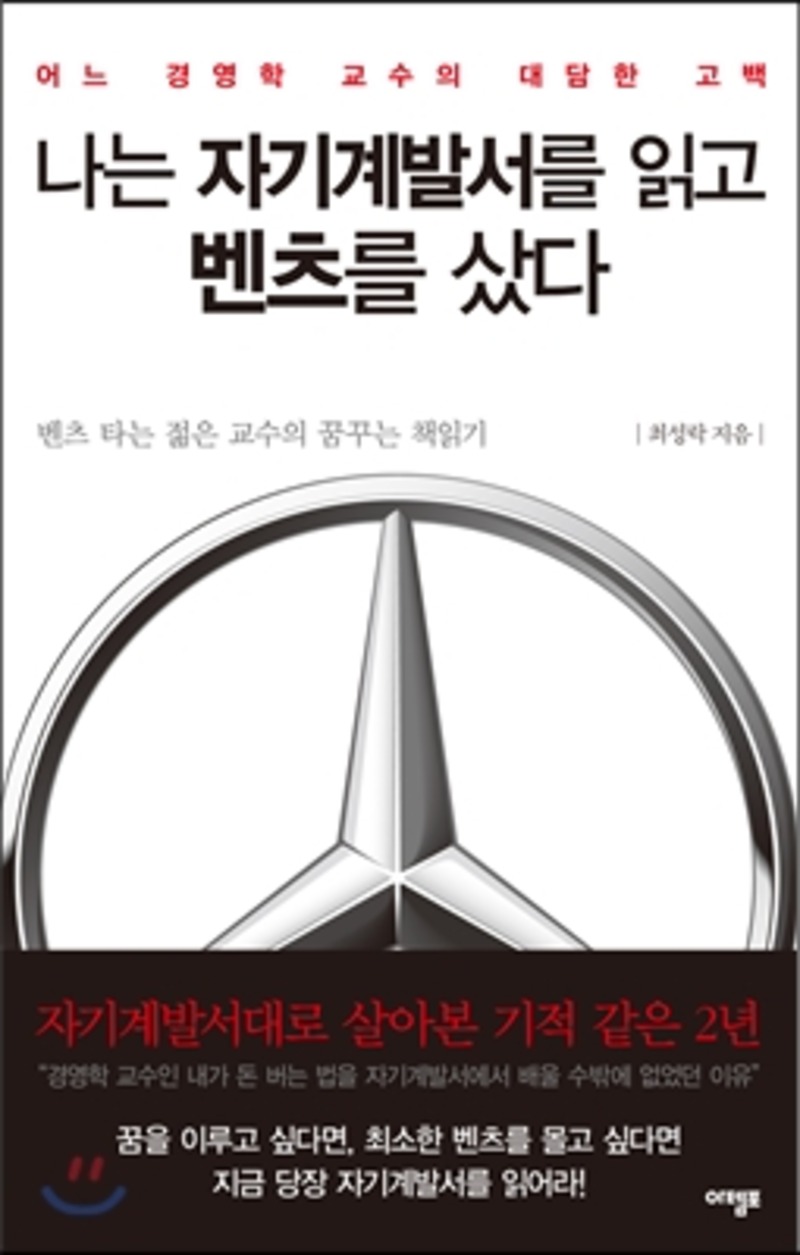 어느 경영학 교수의 대담한 고백
나는 자기계발서를 읽고
벤츠를 샀다
벤츠 타는 젊은 교수의 꿈꾸는 책읽기
| 최성락 지음 |
자기계발서대로 살아본 기적 같은 2년
“경영학 교수인 내가 돈 버는 법을 자기계발서에서 배울 수밖에 없었던 이유”
꿈을 이루고 싶다면, 최소한 벤츠를 몰고 싶다면
지금 당장 자기계발서를 읽어라!
아템포